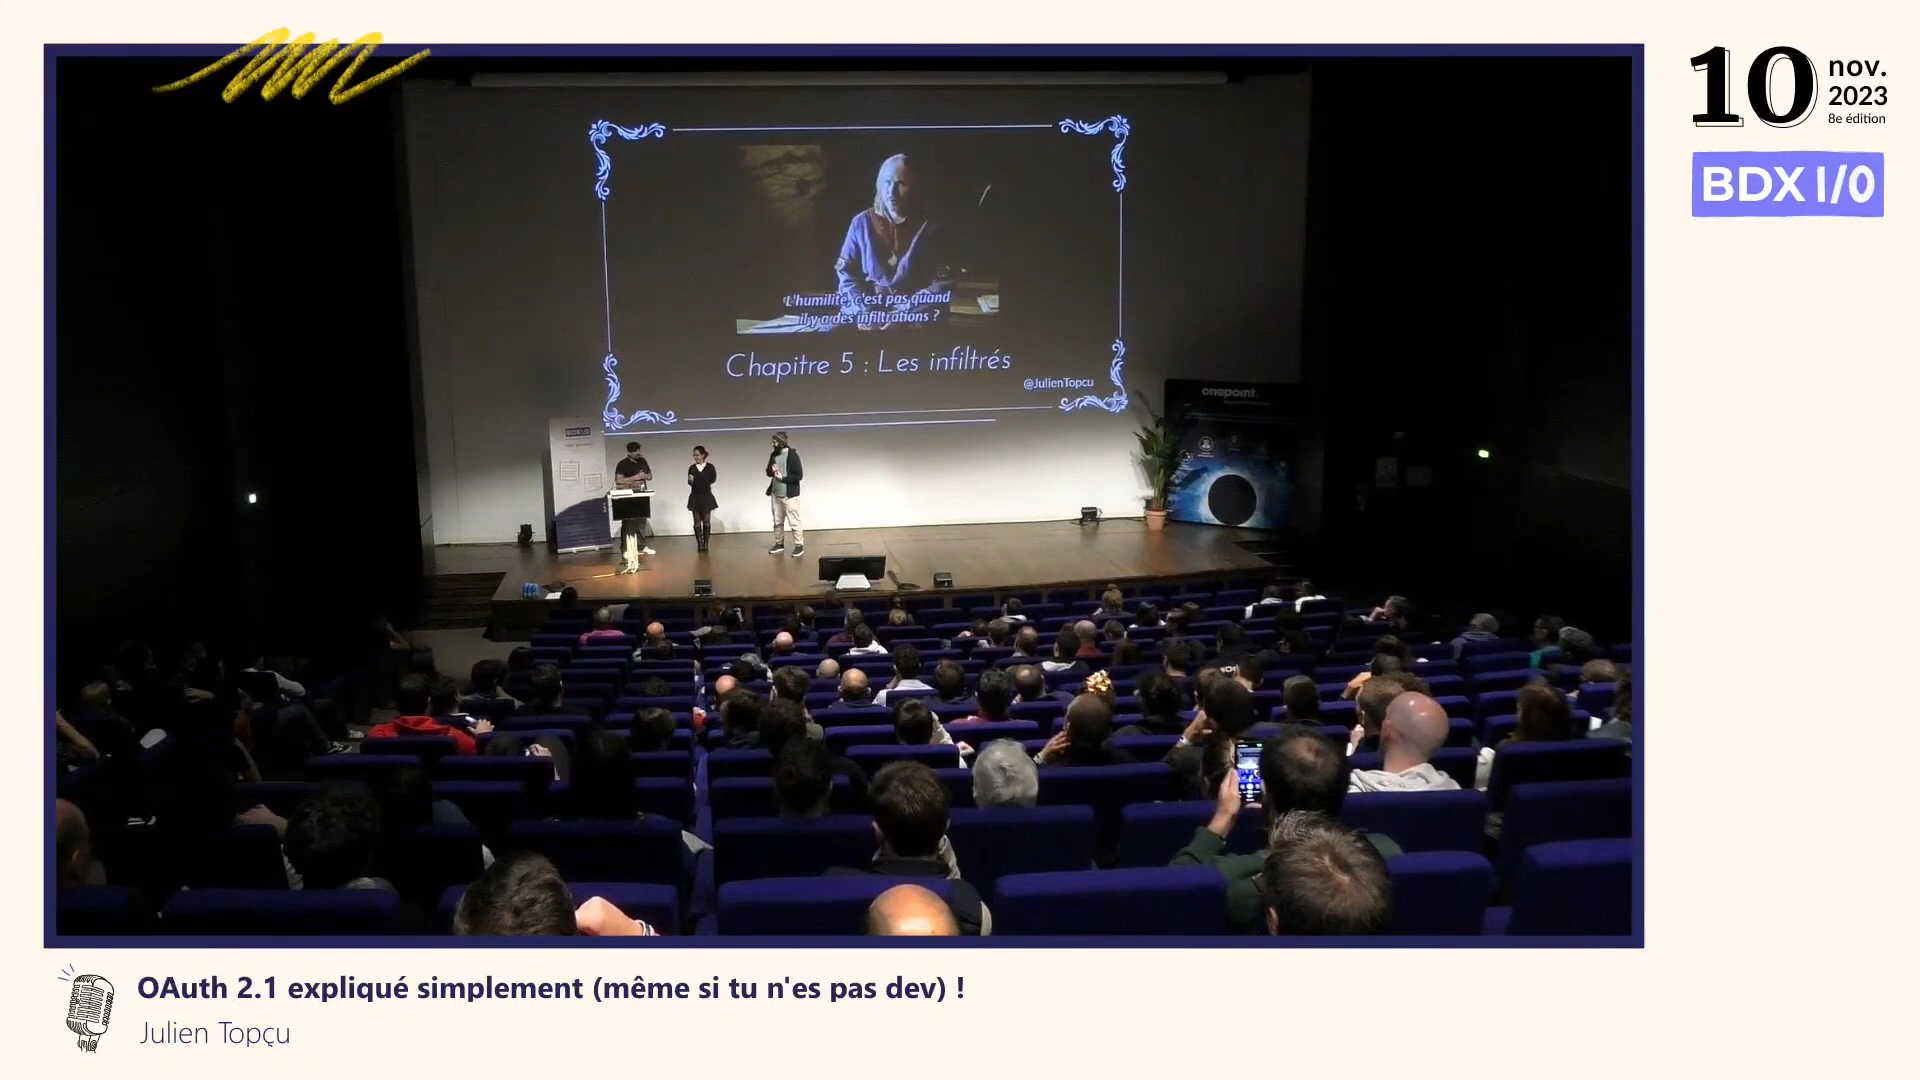 10
nov.
2023
8e édition
BDX I/O
L'humilité, c'est pas quand
il y a des infiltrations ?
Chapitre 5 : Les infiltrés
@JulienTopcu
onepoint.
BDX I/O
OAuth 2.1 expliqué simplement (même si tu n'es pas dev) !
Julien Topçu